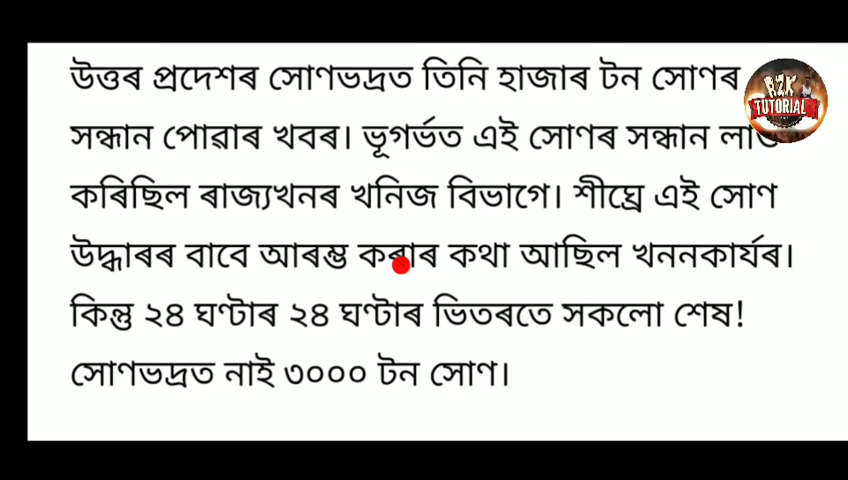 উত্তৰ প্ৰদেশৰ সোণভদ্ৰত তিনি হাজাৰ টন সোণৰ
RZK
TUTORIAL
সন্ধান পোৱাৰ খবৰ। ভূগৰ্ভত এই সোণৰ সন্ধান লাভ
কৰিছিল ৰাজ্যখনৰ খনিজ বিভাগে। শীঘ্ৰে এই সোণ
উদ্ধাৰৰ বাবে আৰম্ভ কৰাৰ কথা আছিল খননকাৰ্যৰ।
কিন্তু ২৪ ঘণ্টাৰ ২৪ ঘণ্টাৰ ভিতৰতে সকলো শেষ!
সোণভদ্ৰত নাই ৩০০০ টন সোণ।